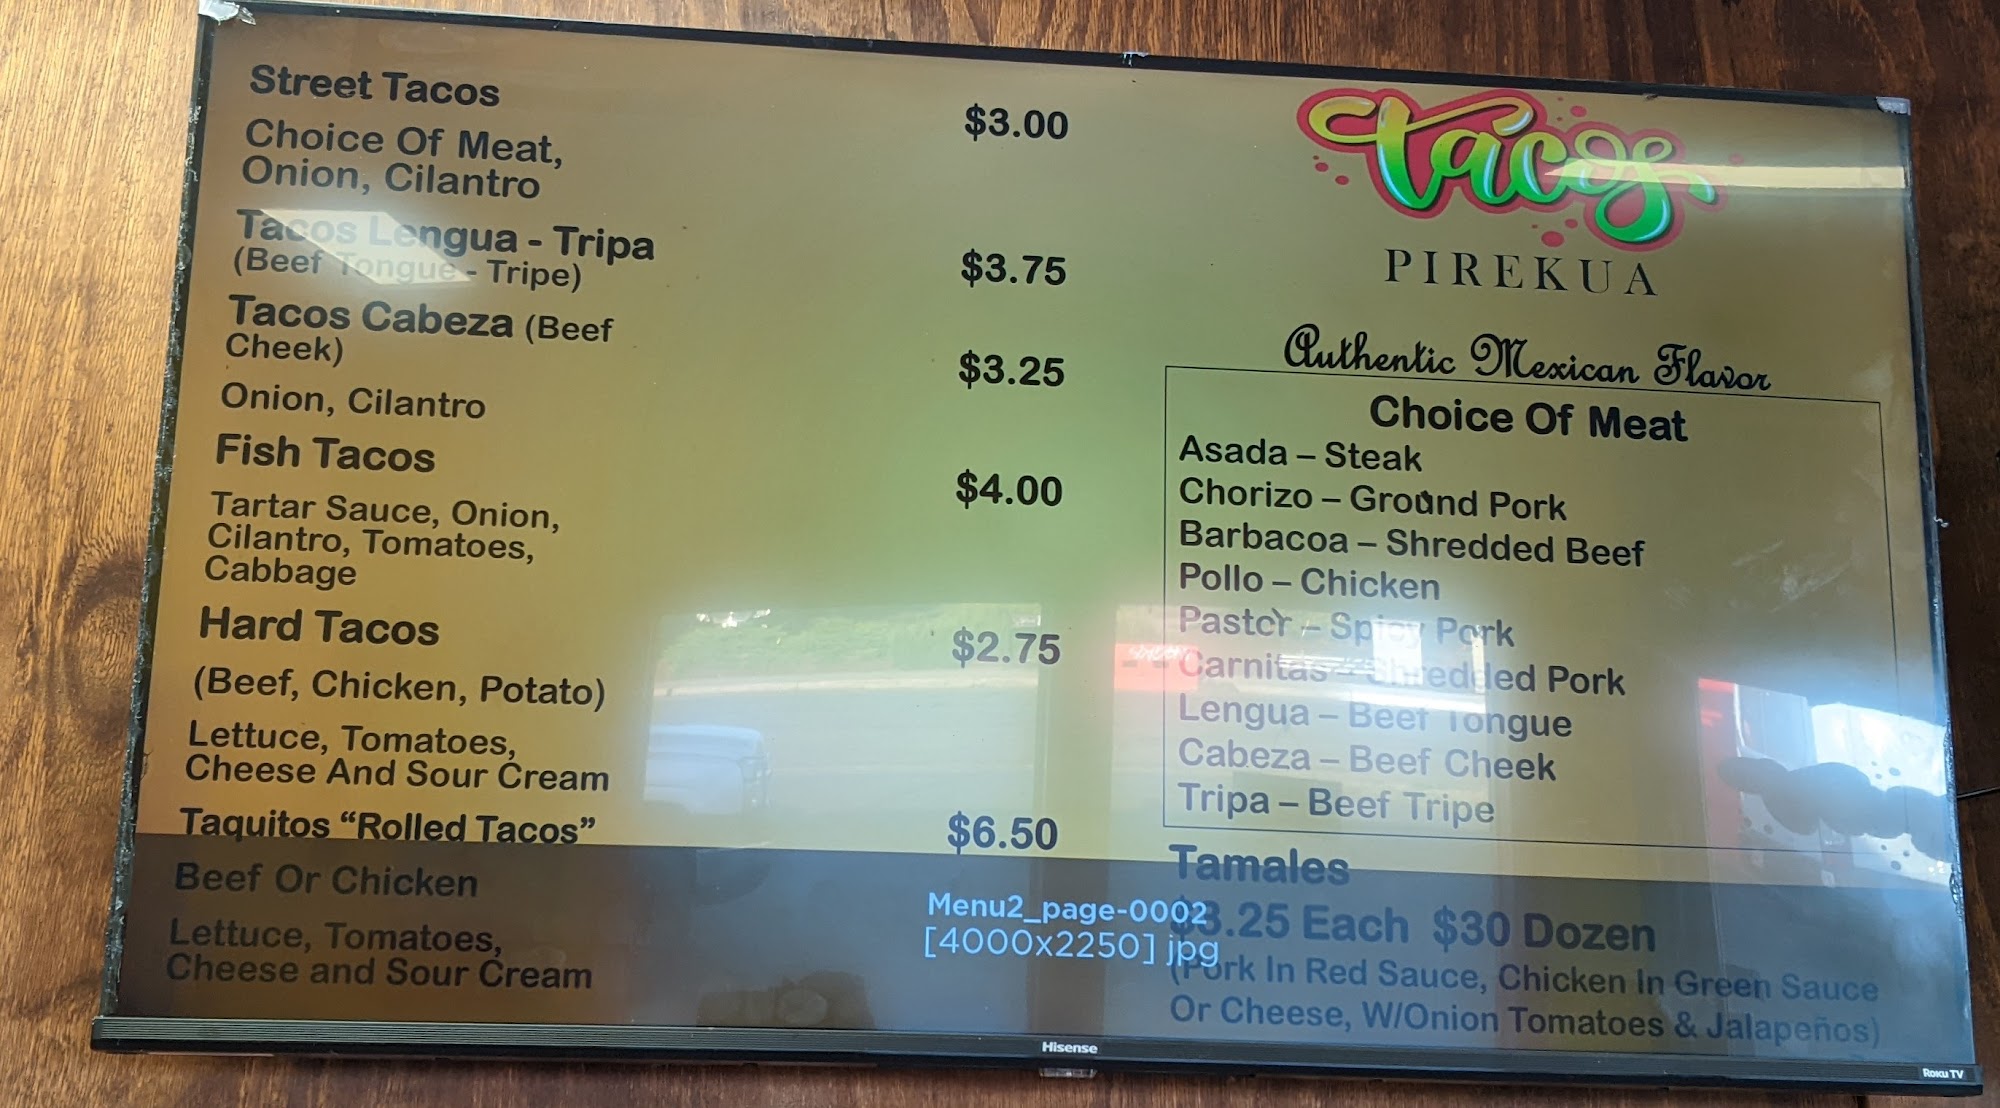 Street Tacos
$3.00
Choice Of Meat,
Onion, Cilantro
Tacos Lengua - Tripa
(Beef Tongue - Tripe)
$3.75
Tacos Cabeza (Beef
Cheek)
$3.25
Onion, Cilantro
Fish Tacos
$4.00
Tartar Sauce, Onion,
Cilantro, Tomatoes,
Cabbage
Hard Tacos
$2.75
(Beef, Chicken, Potato)
Lettuce, Tomatoes,
Cheese And Sour Cream
Taquitos “Rolled Tacos”
$6.50
Beef Or Chicken
Lettuce, Tomatoes,
Cheese and Sour Cream
Tacos
PIREKUA
Authentic Mexican Flavor
Choice Of Meat
Asada – Steak
Chorizo – Ground Pork
Barbacoa – Shredded Beef
Pollo – Chicken
Pastor – Spicy Pork
Carnitas – Shredded Pork
Lengua – Beef Tongue
Cabeza – Beef Cheek
Tripa – Beef Tripe
Tamales
$3.25 Each $30 Dozen
(Pork In Red Sauce, Chicken In Green Sauce
Or Cheese, W/Onion Tomatoes & Jalapeños)
Menu2_page-0002
[4000x2250] jpg
Hisense
Roku TV